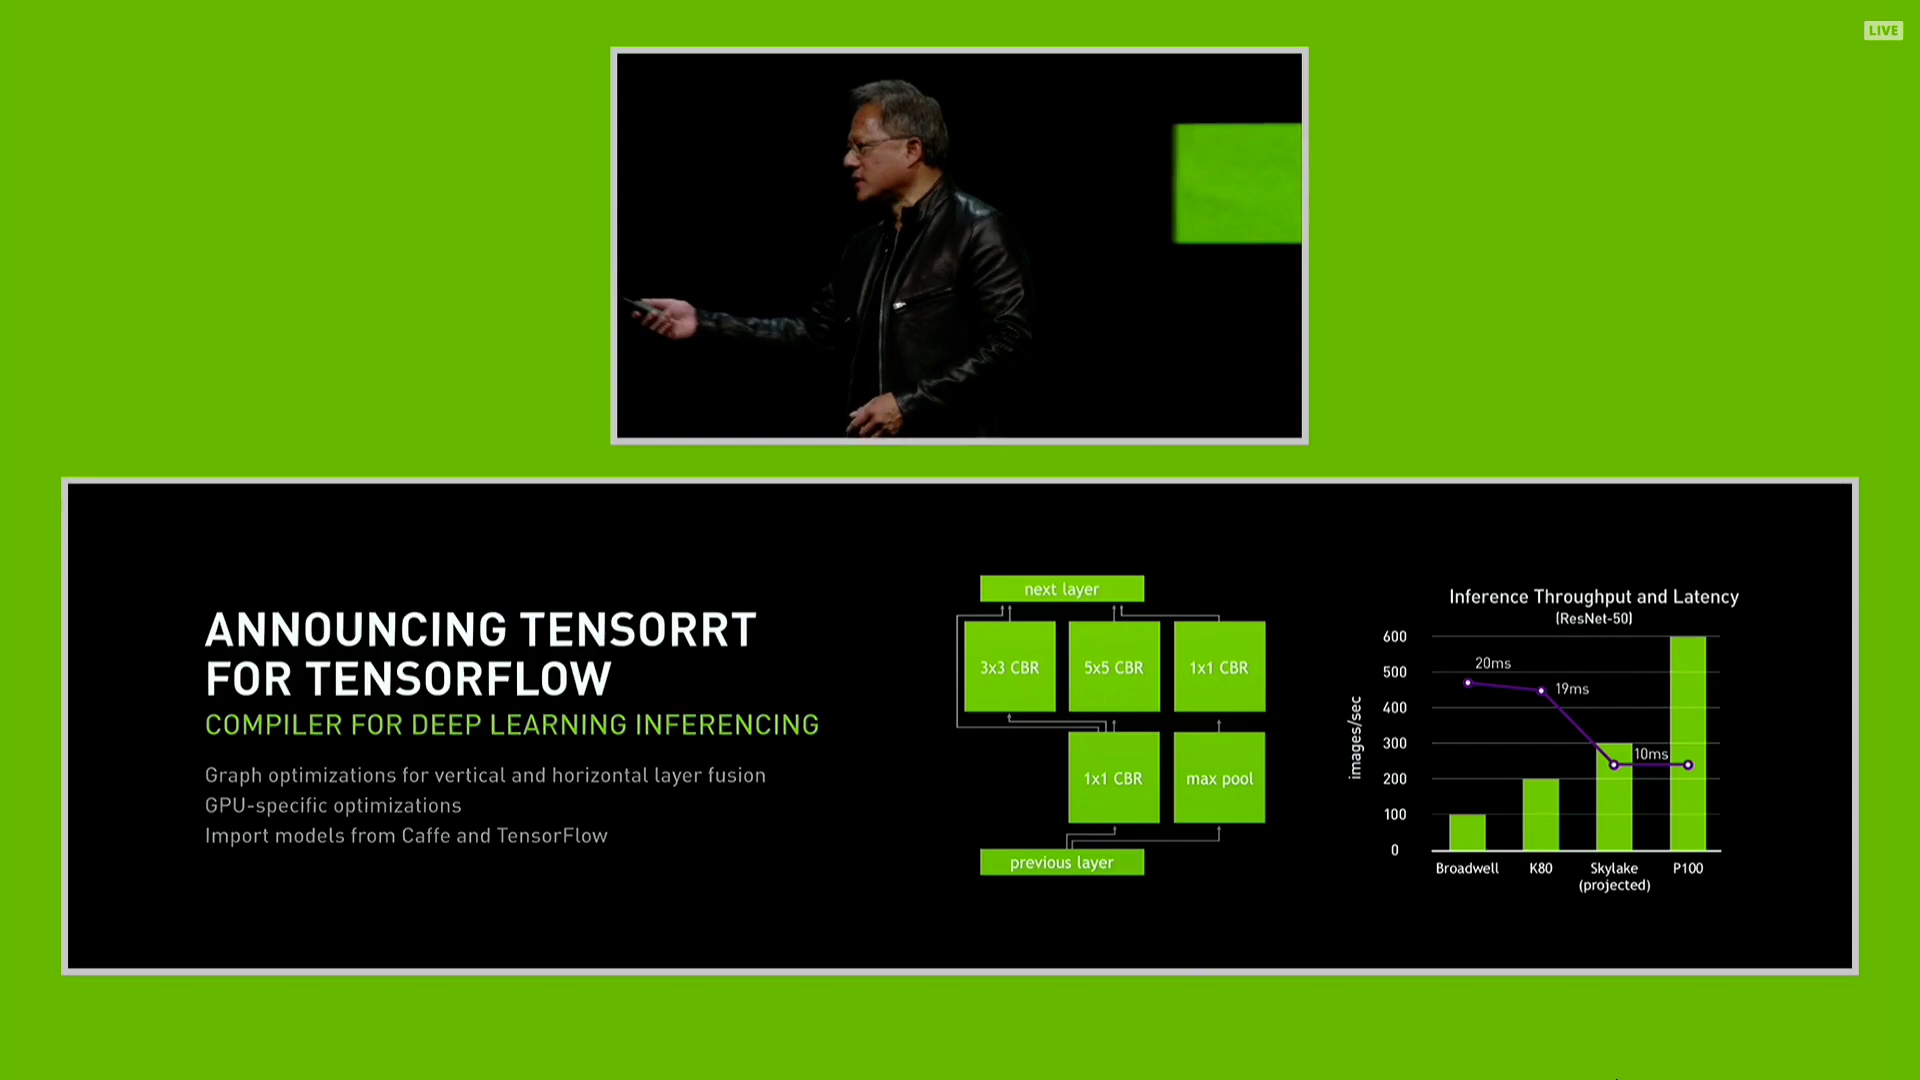 LIVE
ANNOUNCING TENSORRT
FOR TENSORFLOW
COMPILER FOR DEEP LEARNING INFERENCING
Graph optimizations for vertical and horizontal layer fusion
GPU-specific optimizations
Import models from Caffe and TensorFlow
next layer
3x3 CBR
5x5 CBR
1x1 CBR
1x1 CBR
max pool
previous layer
Inference Throughput and Latency
(ResNet-50)
images/sec
600
500
400
300
200
100
0
20ms
19ms
10ms
Broadwell
K80
Skylake
(projected)
P100